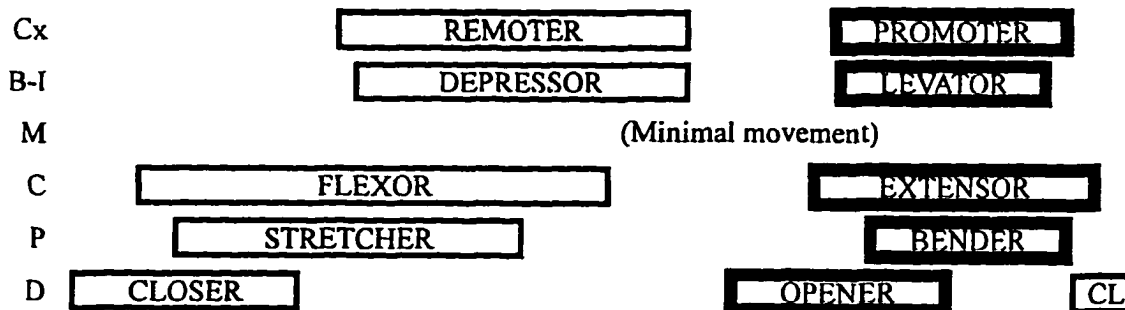 Cx REMOTER PROMOTER
B-I DEPRESSOR LEVATOR
M (Minimal movement)
C FLEXOR EXTENSOR
P STRETCHER BENDER
D CLOSER OPENER CL